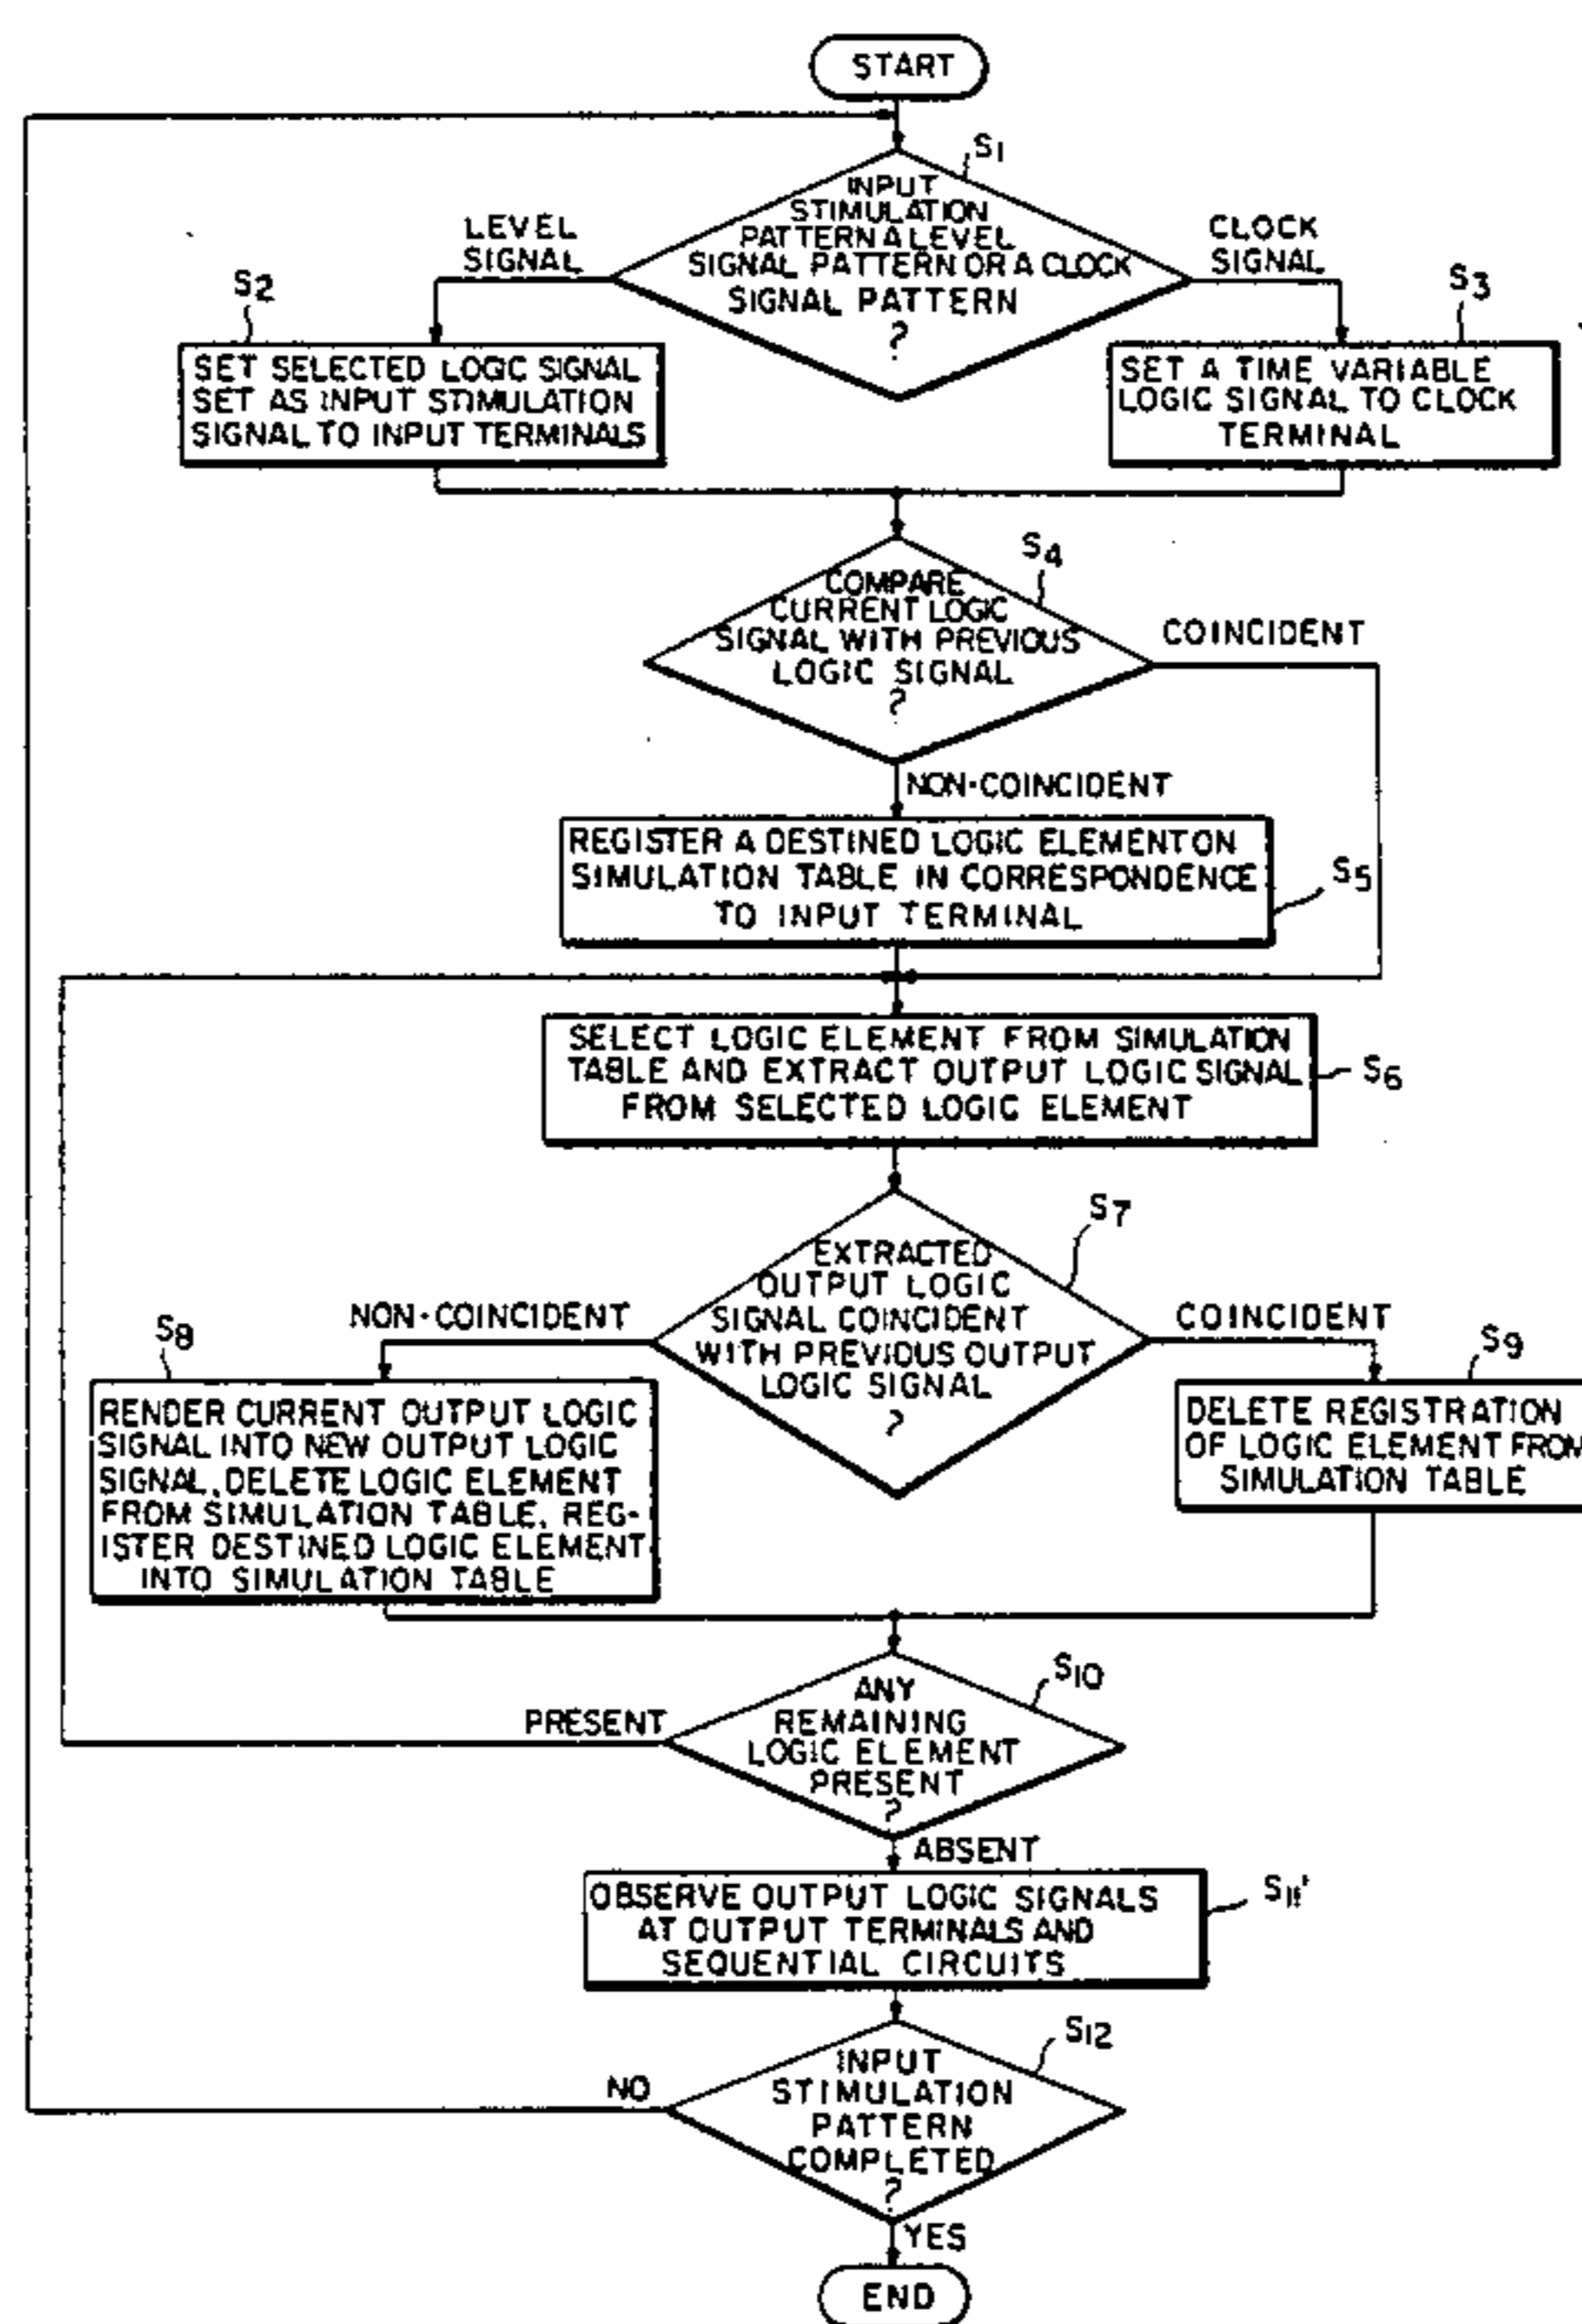 START
S1
INPUT
STIMULATION
PATTERN A LEVEL
SIGNAL PATTERN OR A CLOCK
SIGNAL PATTERN
?
LEVEL
SIGNAL
CLOCK
SIGNAL
S2
SET SELECTED LOGIC SIGNAL
SET AS INPUT STIMULATION
SIGNAL TO INPUT TERMINALS
S3
SET A TIME VARIABLE
LOGIC SIGNAL TO CLOCK
TERMINAL
S4
COMPARE
CURRENT LOGIC
SIGNAL WITH PREVIOUS
LOGIC SIGNAL
?
COINCIDENT
NON-COINCIDENT
REGISTER A DESTINED LOGIC ELEMENT ON
SIMULATION TABLE IN CORRESPONDENCE
TO INPUT TERMINAL
S5
SELECT LOGIC ELEMENT FROM SIMULATION
TABLE AND EXTRACT OUTPUT LOGIC SIGNAL
FROM SELECTED LOGIC ELEMENT
S6
S7
EXTRACTED
OUTPUT LOGIC
SIGNAL COINCIDENT
WITH PREVIOUS OUTPUT
LOGIC SIGNAL
?
NON-COINCIDENT
COINCIDENT
S8
RENDER CURRENT OUTPUT LOGIC
SIGNAL INTO NEW OUTPUT LOGIC
SIGNAL, DELETE LOGIC ELEMENT
FROM SIMULATION TABLE, REG-
ISTER DESTINED LOGIC ELEMENT
INTO SIMULATION TABLE
S9
DELETE REGISTRATION
OF LOGIC ELEMENT FROM
SIMULATION TABLE
S10
ANY
REMAINING
LOGIC ELEMENT
PRESENT
?
PRESENT
ABSENT
OBSERVE OUTPUT LOGIC SIGNALS
AT OUTPUT TERMINALS AND
SEQUENTIAL CIRCUITS
S11'
S12
INPUT
STIMULATION
PATTERN
COMPLETED
?
NO
YES
END